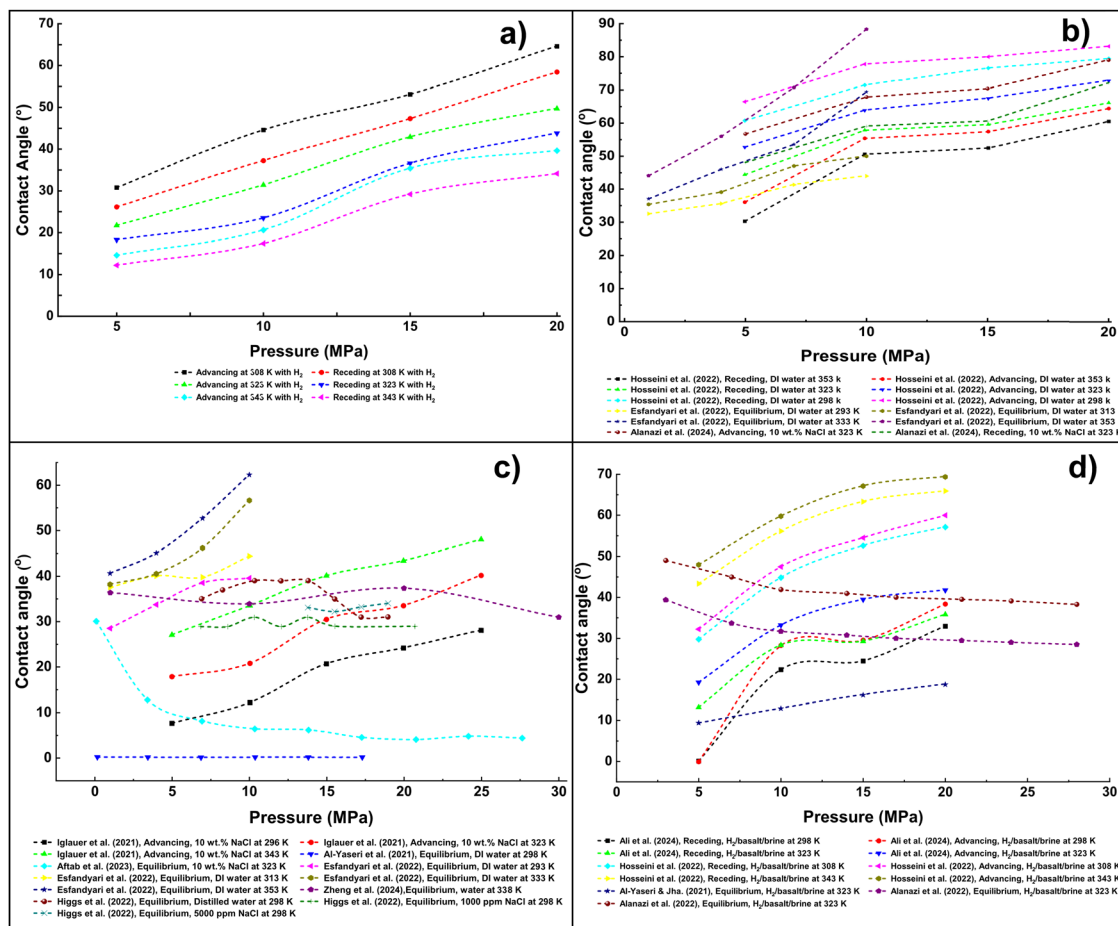 a)
Contact Angle (º)
70
60
50
40
30
20
10
0
5 10 15 20
Pressure (MPa)
Advancing at 308 K with H₂
Receding at 308 K with H₂
Advancing at 323 K with H₂
Receding at 323 K with H₂
Advancing at 343 K with H₂
Receding at 343 K with H₂
b)
Contact angle (º)
90
80
70
60
50
40
30
20
10
0
0 5 10 15 20
Pressure (MPa)
Hosseini et al. (2022), Receding, DI water at 353 k
Hosseini et al. (2022), Advancing, DI water at 353 k
Hosseini et al. (2022), Receding, DI water at 323 k
Hosseini et al. (2022), Advancing, DI water at 323 k
Hosseini et al. (2022), Receding, DI water at 298 k
Hosseini et al. (2022), Advancing, DI water at 298 k
Esfandyari et al. (2022), Equilibrium, DI water at 293 K
Esfandyari et al. (2022), Equilibrium, DI water at 313
Esfandyari et al. (2022), Equilibrium, DI water at 333 K
Esfandyari et al. (2022), Equilibrium, DI water at 353
Alanazi et al. (2024), Advancing, 10 wt.% NaCl at 323 K
Alanazi et al. (2024), Receding, 10 wt.% NaCl at 323 K
c)
Contact angle (º)
60
50
40
30
20
10
0
0 5 10 15 20 25 30
Pressure (MPa)
Iglauer et al. (2021), Advancing, 10 wt.% NaCl at 296 K
Iglauer et al. (2021), Advancing, 10 wt.% NaCl at 323 K
Iglauer et al. (2021), Advancing, 10 wt.% NaCl at 343 K
Al-Yaseri et al. (2021), Equilibrium, DI water at 298 K
Aftab et al. (2023), Equilibrium, 10 wt.% NaCl at 323 K
Esfandyari et al. (2022), Equilibrium, DI water at 293 K
Esfandyari et al. (2022), Equilibrium, DI water at 313 K
Esfandyari et al. (2022), Equilibrium, DI water at 333 K
Esfandyari et al. (2022), Equilibrium, DI water at 353 K
Zheng et al. (2024),Equilibrium, water at 338 K
Higgs et al. (2022), Equilibrium, Distilled water at 298 K
Higgs et al. (2022), Equilibrium, 1000 ppm NaCl at 298 K
Higgs et al. (2022), Equilibrium, 5000 ppm NaCl at 298 K
d)
Contact angle (º)
70
60
50
40
30
20
10
0
0 5 10 15 20 25 30
Pressure (MPa)
Ali et al. (2024), Receding, H₂/basalt/brine at 298 K
Ali et al. (2024), Advancing, H₂/basalt/brine at 298 K
Ali et al. (2024), Receding, H₂/basalt/brine at 323 K
Ali et al. (2024), Advancing, H₂/basalt/brine at 323 K
Hosseini et al. (2022), Receding, H₂/basalt/brine at 308 K
Hosseini et al. (2022), Advancing, H₂/basalt/brine at 308 K
Hosseini et al. (2022), Receding, H₂/basalt/brine at 343 K
Hosseini et al. (2022), Advancing, H₂/basalt/brine at 343 K
Al-Yaseri & Jha. (2021), Equilibrium, H₂/basalt/brine at 323 K
Alanazi et al. (2022), Equilibrium, H₂/basalt/brine at 308 K
Alanazi et al. (2022), Equilibrium, H₂/basalt/brine at 323 K